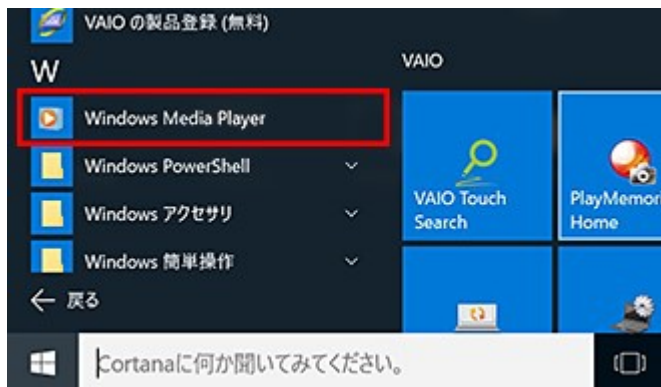 VAIO の製品登録 (無料)
W
Windows Media Player
Windows PowerShell
Windows アクセサリ
Windows 簡単操作
戻る
VAIO
VAIO Touch
Search
PlayMemor
Home
Cortanaに何か聞いてみてください。